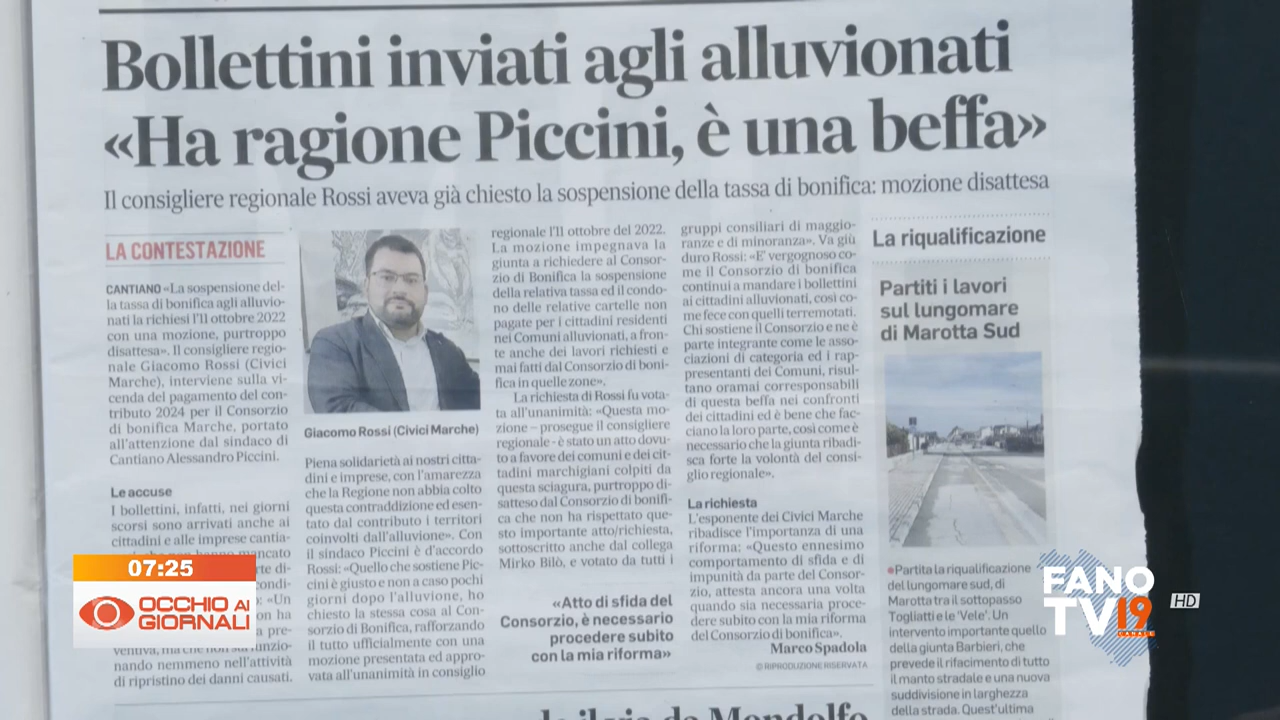 Bollettini inviati agli alluvionati
«Ha ragione Piccini, è una beffa»
Il consigliere regionale Rossi aveva già chiesto la sospensione della tassa di bonifica: mozione disattesa
LA CONTESTAZIONE
CANTIANO «La sospensione del-
la tassa di bonifica agli alluvio-
nati la richiesi l'11 ottobre 2022
con una mozione, purtroppo
disattesa». Il consigliere regio-
nale Giacomo Rossi (Civici
Marche), interviene sulla vi-
cenda del pagamento del con-
tributo 2024 per il Consorzio
di bonifica Marche, portato
all'attenzione dal sindaco di
Cantiano Alessandro Piccini.
Le accuse
I bollettini, infatti, nei giorni
scorsi sono arrivati anche ai
cittadini e alle imprese cantia-
mancato
rte di-
ondi-
o: «Un
on ha
a pre-
ventiva, ma che non sta funzio-
nando nemmeno nell'attività
di ripristino dei danni causati.
Giacomo Rossi (Civici Marche)
Piena solidarietà ai nostri citta-
dini e imprese, con l'amarezza
che la Regione non abbia colto
questa contraddizione ed esen-
tato dal contributo i territori
coinvolti dall'alluvione». Con
il sindaco Piccini è d'accordo
Rossi: «Quello che sostiene Pic-
cini è giusto e non a caso pochi
giorni dopo l'alluvione, ho
chiesto la stessa cosa al Con-
sorzio di Bonifica, rafforzando
il tutto ufficialmente con una
mozione presentata ed appro-
vata all'unanimità in consiglio
regionale l'11 ottobre del 2022.
La mozione impegnava la
giunta a richiedere al Consor-
zio di Bonifica la sospensione
della relativa tassa ed il condo-
no delle relative cartelle non
pagate per i cittadini residenti
nei Comuni alluvionati, a fron-
te anche dei lavori richiesti e
mai fatti dal Consorzio di boni-
fica in quelle zone».
La richiesta di Rossi fu vota-
ta all'unanimità: «Questa mo-
zione – prosegue il consigliere
regionale - è stato un atto dovu-
to a favore dei comuni e dei cit-
tadini marchigiani colpiti da
questa sciagura, purtroppo di-
satteso dal Consorzio di bonifi-
ca che non ha rispettato que-
sto importante atto/richiesta,
sottoscritto anche dal collega
Mirko Bilò, e votato da tutti i
«Atto di sfida del
Consorzio, è necessario
procedere subito
con la mia riforma»
gruppi consiliari di maggio-
ranze e di minoranza». Va giù
duro Rossi: «E' vergognoso co-
me il Consorzio di bonifica
continui a mandare i bollettini
ai cittadini alluvionati, così co-
me fece con quelli terremotati.
Chi sostiene il Consorzio e ne è
parte integrante come le asso-
ciazioni di categoria ed i rap-
presentanti dei Comuni, risul-
tano oramai corresponsabili
di questa beffa nei confronti
dei cittadini ed è bene che fac-
ciano la loro parte, così come è
necessario che la giunta ribadi-
sca forte la volontà del consi-
glio regionale».
La richiesta
L'esponente dei Civici Marche
ribadisce l'importanza di una
riforma: «Questo ennesimo
comportamento di sfida e di
impunità da parte del Consor-
zio, attesta ancora una volta
quando sia necessaria proce-
dere subito con la mia riforma
del Consorzio di bonifica».
Marco Spadola
© RIPRODUZIONE RISERVATA
La riqualificazione
Partiti i lavori
sul lungomare
di Marotta Sud
•Partita la riqualificazione
del lungomare sud, di
Marotta tra il sottopasso
Togliatti e le 'Vele'. Un
intervento importante quello
della giunta Barbieri, che
prevede il rifacimento di tutto
il manto stradale e una nuova
suddivisione in larghezza
della strada. Quest'ultima
da Mondolfo
07:25
OCCHIO AI
GIORNALI
FANO
TV 19
CANALE
HD